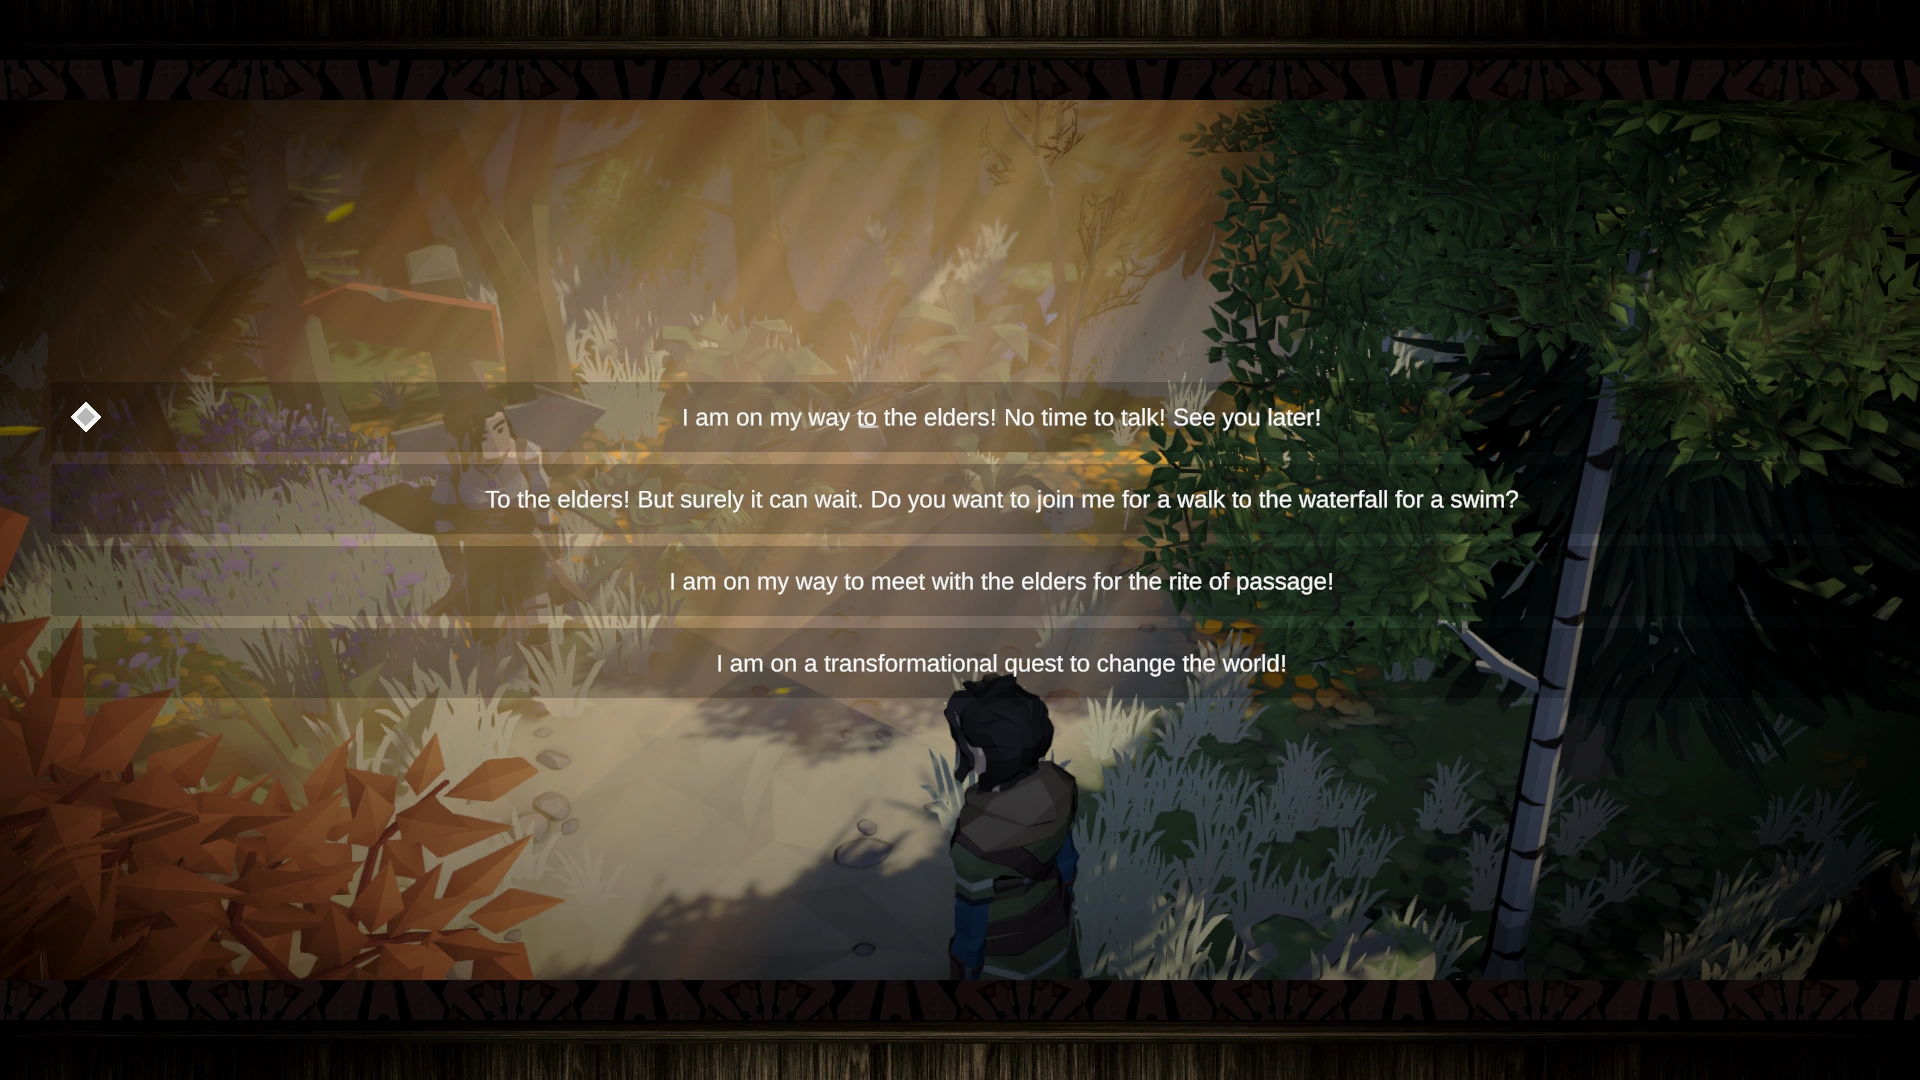 I am on my way to the elders! No time to talk! See you later!
To the elders! But surely it can wait. Do you want to join me for a walk to the waterfall for a swim?
I am on my way to meet with the elders for the rite of passage!
I am on a transformational quest to change the world!